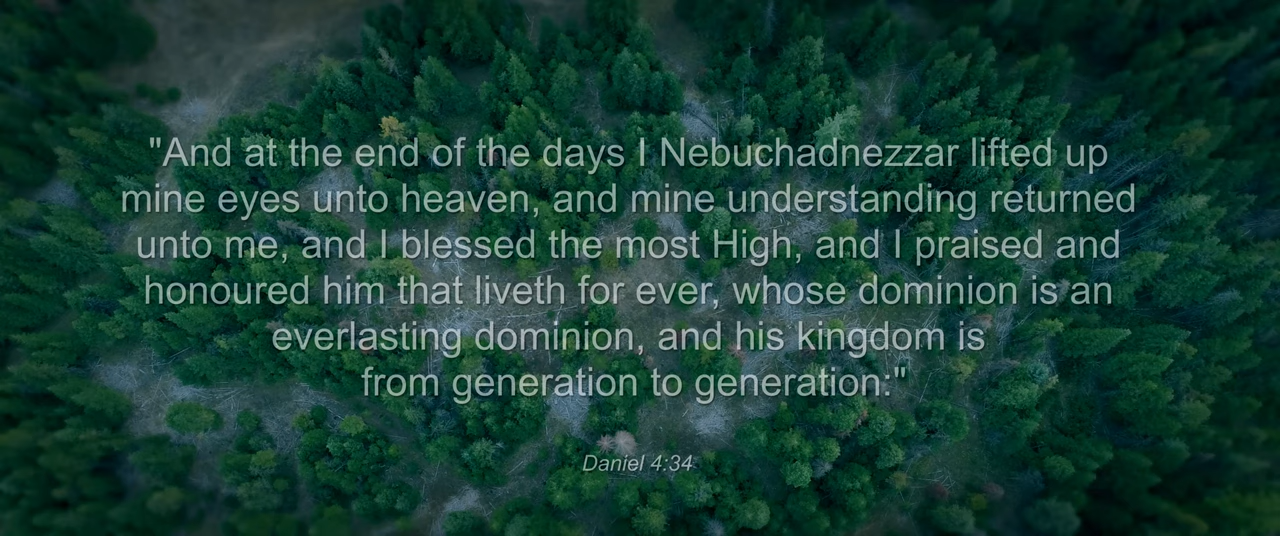 "And at the end of the days I Nebuchadnezzar lifted up
mine eyes unto heaven, and mine understanding returned
unto me, and I blessed the most High, and I praised and
honoured him that liveth for ever, whose dominion is an
everlasting dominion, and his kingdom is
from generation to generation:"
Daniel 4:34